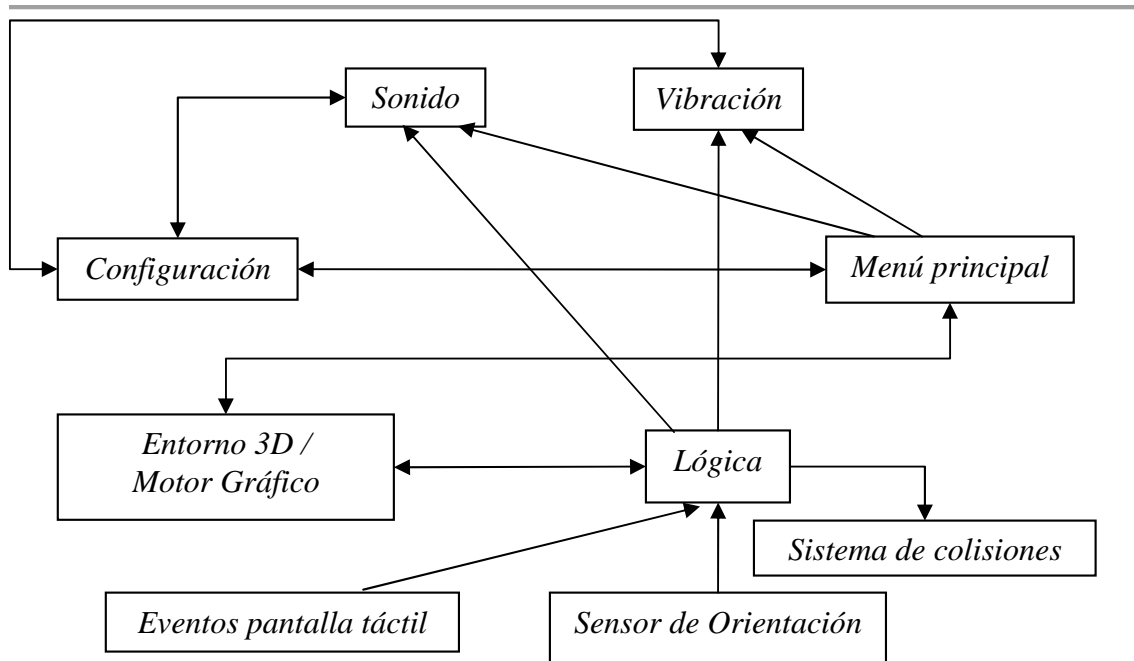 Sonido
Vibración
Configuración
Menú principal
Entorno 3D /
Motor Gráfico
Lógica
Sistema de colisiones
Eventos pantalla táctil
Sensor de Orientación